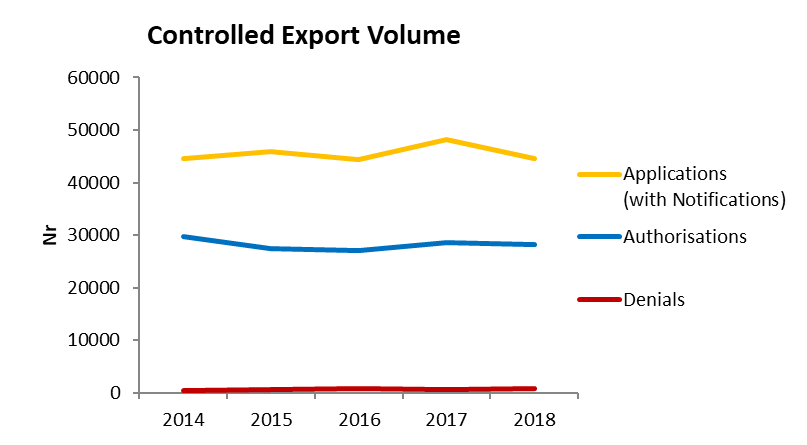 Controlled Export Volume
60000
50000
40000
30000
20000
10000
0
Nr
2014 2015 2016 2017 2018
Applications
(with Notifications)
Authorisations
Denials